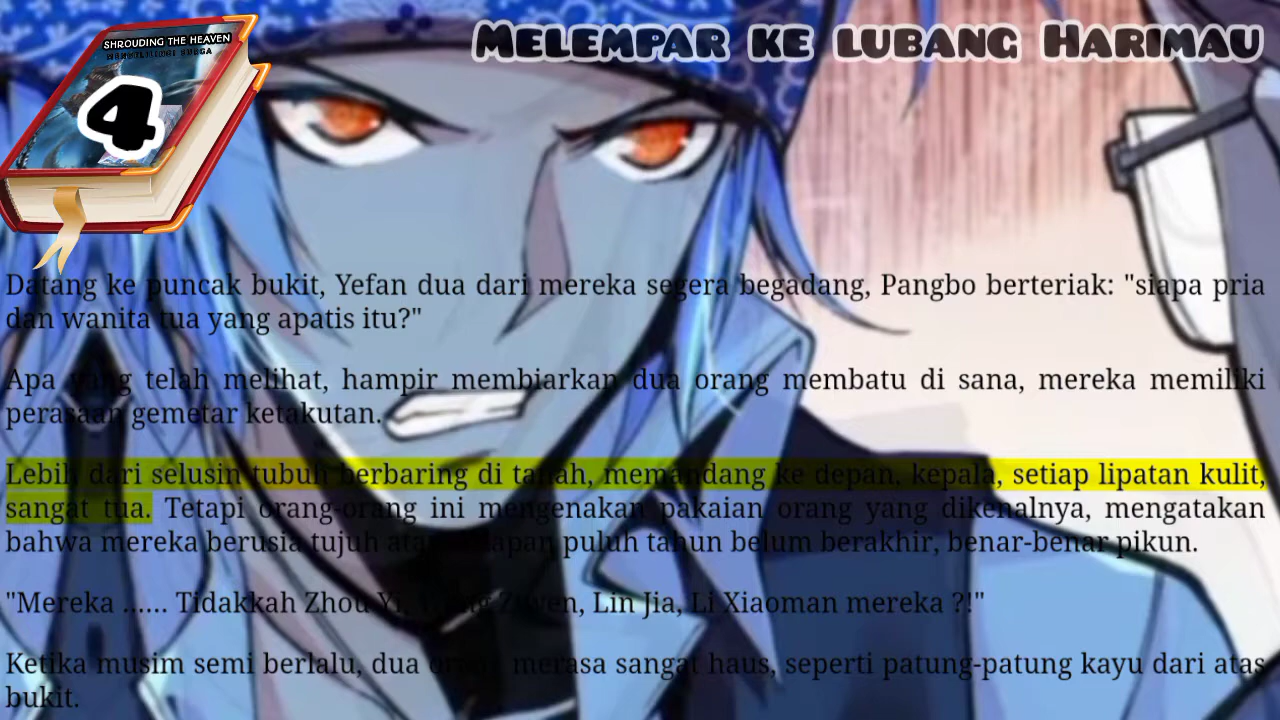 SHROUDING THE HEAVEN
4
Melempar ke lubang Harimau
Datang ke puncak bukit, Yefan dua dari mereka segera begadang, Pangbo berteriak: "siapa pria
dan wanita tua yang apatis itu?"
Apa yang telah melihat, hampir membiarkan dua orang membatu di sana, mereka memiliki
perasaan gemetar ketakutan.
Lebih dari selusin tubuh berbaring di tanah, memandang ke depan, kepala, setiap lipatan kulit,
sangat tua. Tetapi orang-orang ini mengenakan pakaian orang yang dikenalnya, mengatakan
bahwa mereka berusia tujuh atau delapan puluh tahun belum berakhir, benar-benar pikun.
"Mereka ...... Tidakkah Zhou Yi, Lin Jia, Li Xiaoman mereka ?!"
Ketika musim semi berlalu, dua orang merasa sangat haus, seperti patung-patung kayu dari atas
bukit.